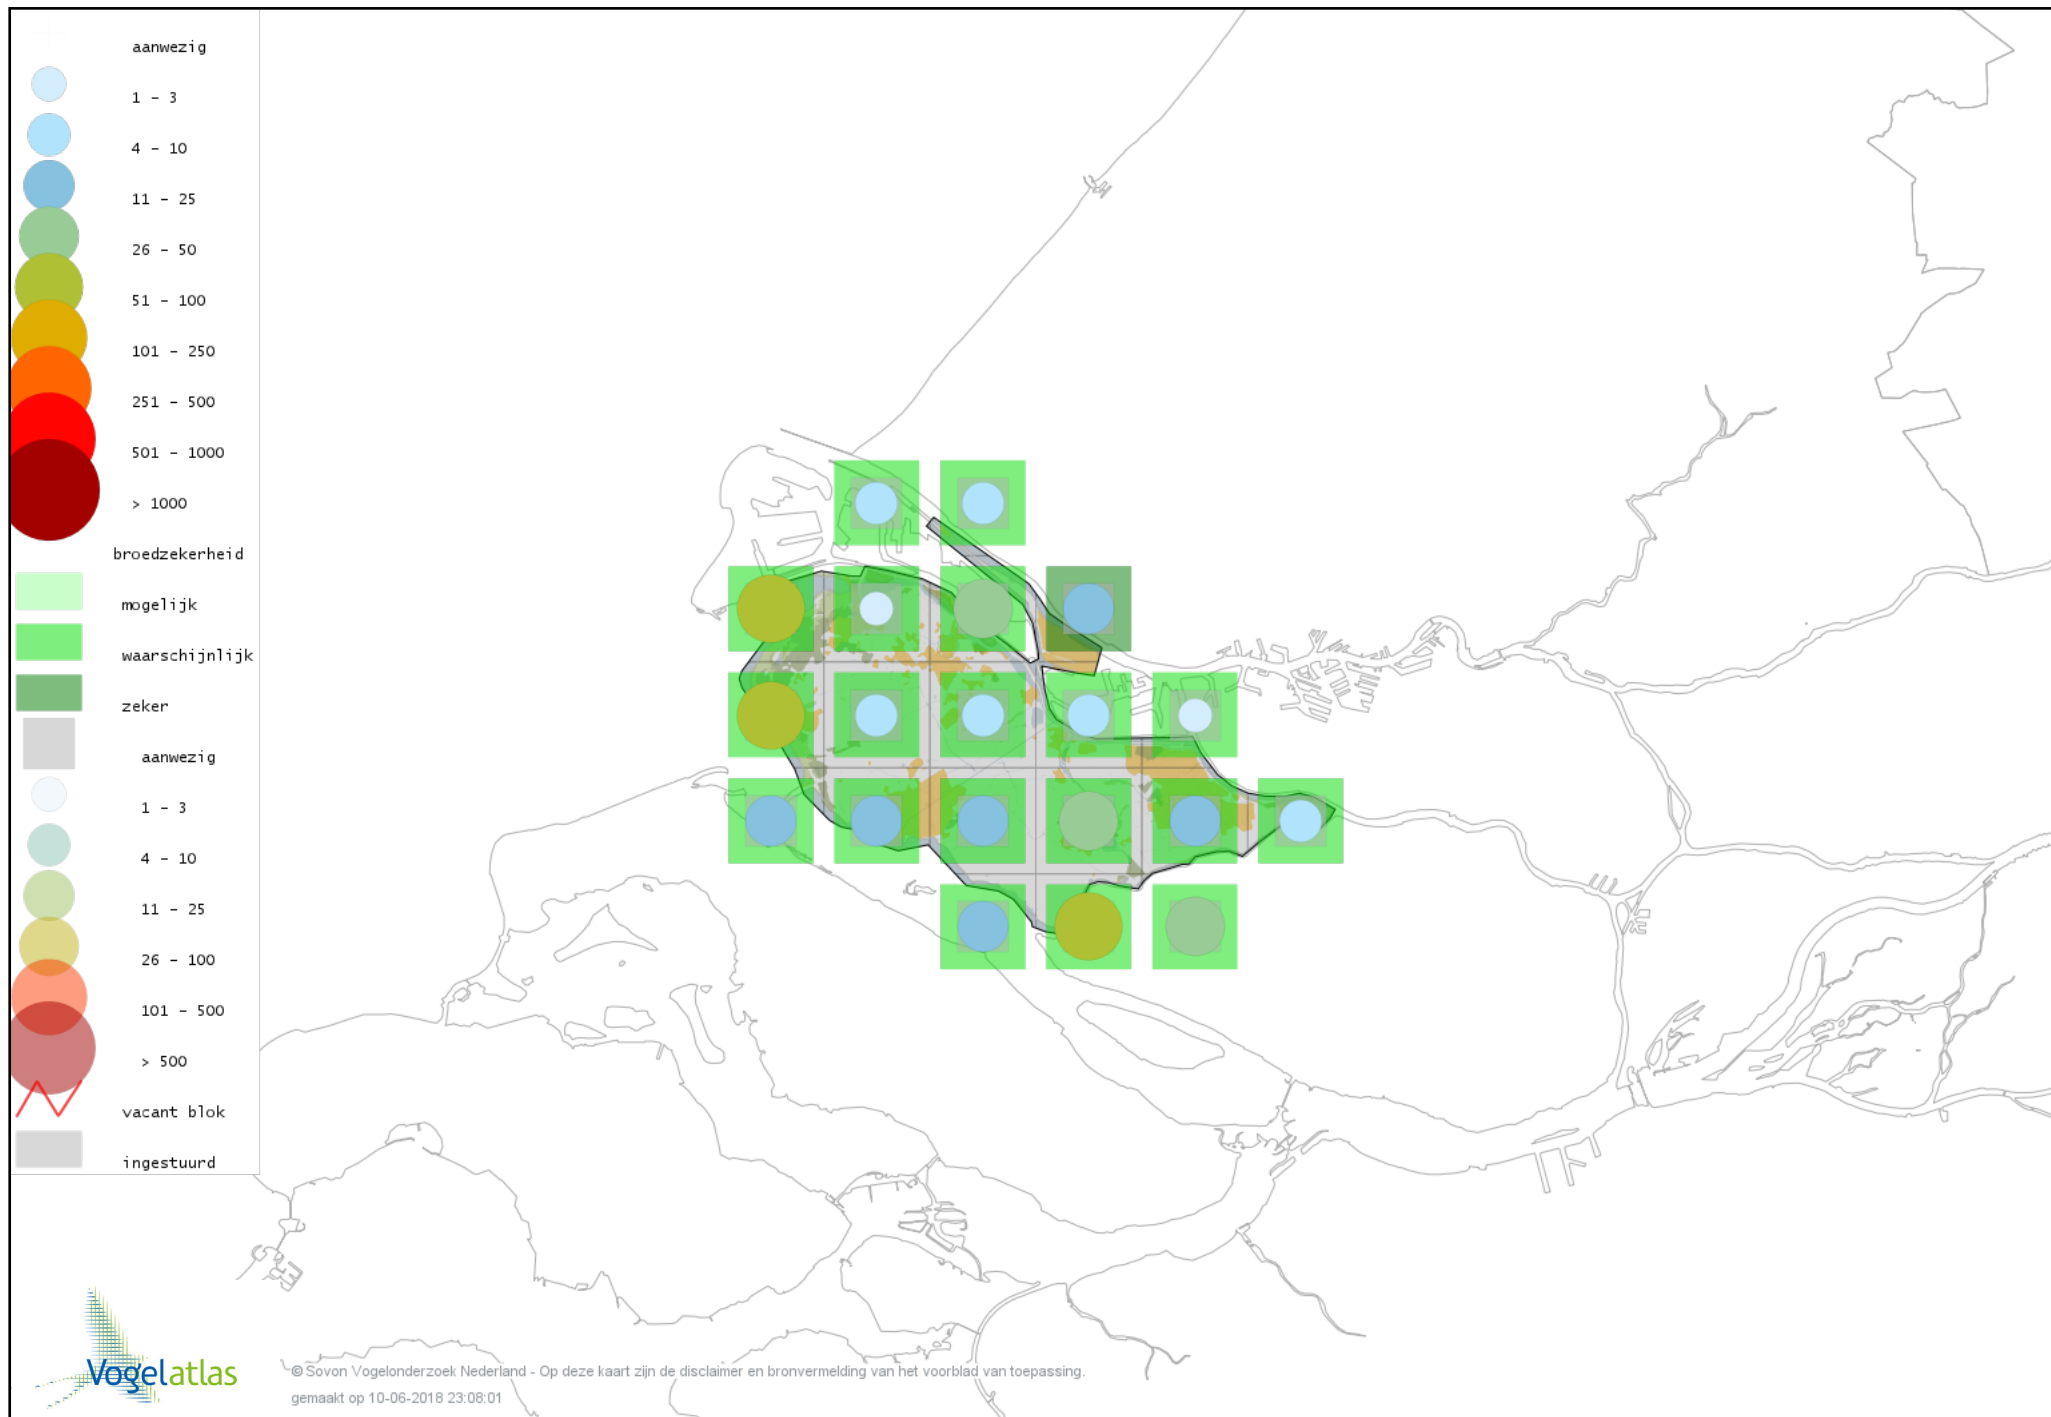 aanwezig
1 - 3
4 - 10
11 - 25
26 - 50
51 - 100
101 - 250
251 - 500
501 - 1000
> 1000
broedzekerheid
mogelijk
waarschijnlijk
zeker
aanwezig
1 - 3
4 - 10
11 - 25
26 - 100
101 - 500
> 500
vacant blok
ingestuurd
Vogelatlas
© Sovon Vogelonderzoek Nederland - Op deze kaart zijn de disclaimer en bronvermelding van het voorblad van toepassing.
gemaakt op 10-06-2018 23:08:01